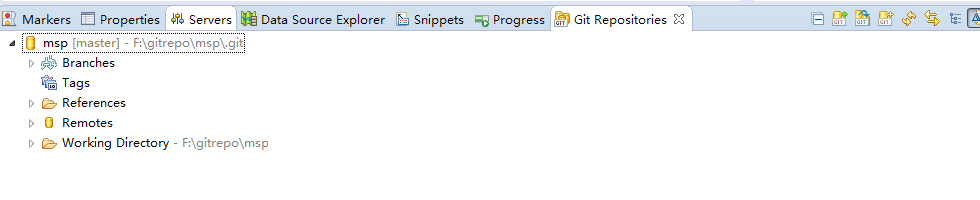 Markers Properties Servers Data Source Explorer Snippets Progress Git Repositories
msp [master] - F:\gitrepo\msp\.git
Branches
Tags
References
Remotes
Working Directory - F:\gitrepo\msp